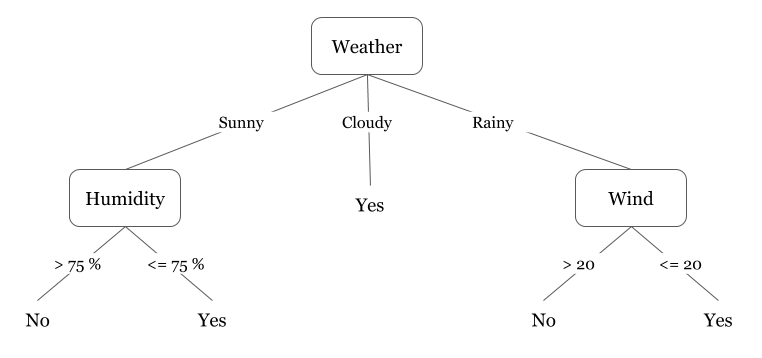 Weather
Sunny Cloudy Rainy
Humidity Yes Wind
> 75 % <= 75 % > 20 <= 20
No Yes No Yes